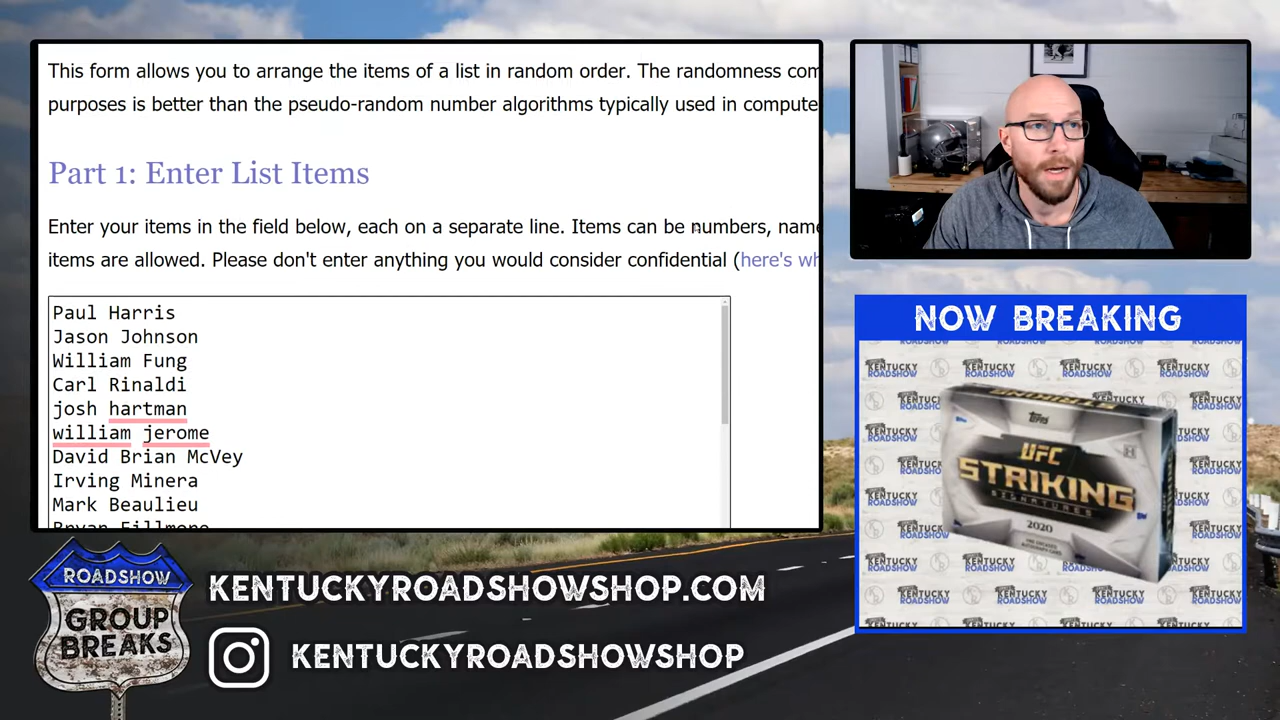 This form allows you to arrange the items of a list in random order. The randomness com
purposes is better than the pseudo-random number algorithms typically used in compute
Part 1: Enter List Items
Enter your items in the field below, each on a separate line. Items can be numbers, name
items are allowed. Please don't enter anything you would consider confidential (here's wh
Paul Harris
Jason Johnson
William Fung
Carl Rinaldi
josh hartman
william jerome
David Brian McVey
Irving Minera
Mark Beaulieu
Bryan Fillmone
NOW BREAKING
KENTUCKY ROADSHOW
Topps
UFC
STRIKING
SIGNATURES
2020
ROADSHOW
GROUP
BREAKS
KENTUCKYROADSHOWSHOP.COM
KENTUCKYROADSHOWSHOP